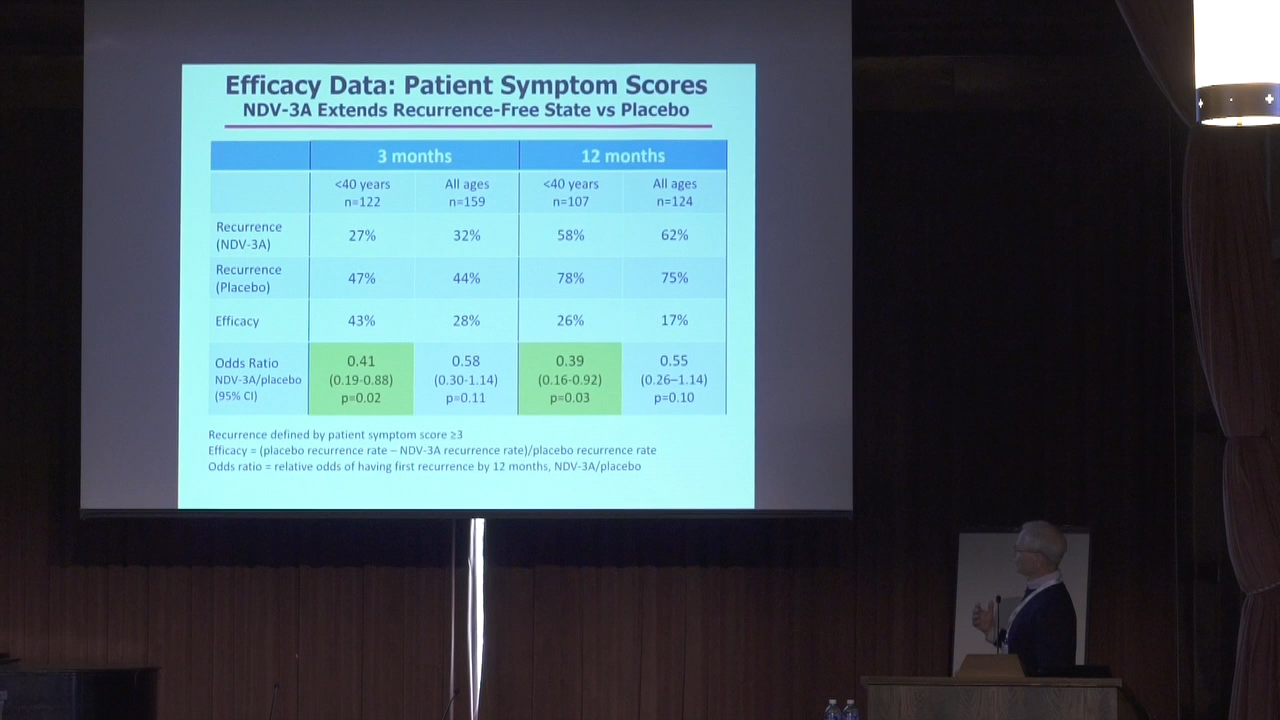 Efficacy Data: Patient Symptom Scores
NDV-3A Extends Recurrence-Free State vs Placebo
3 months 12 months
<40 years All ages <40 years All ages
n=122 n=159 n=107 n=124
Recurrence
(NDV-3A) 27% 32% 58% 62%
Recurrence
(Placebo) 47% 44% 78% 75%
Efficacy 43% 28% 26% 17%
Odds Ratio 0.41 0.58 0.39 0.55
NDV-3A/placebo (0.19-0.88) (0.30-1.14) (0.16-0.92) (0.26–1.14)
(95% CI) p=0.02 p=0.11 p=0.03 p=0.10
Recurrence defined by patient symptom score ≥3
Efficacy = (placebo recurrence rate – NDV-3A recurrence rate)/placebo recurrence rate
Odds ratio = relative odds of having first recurrence by 12 months, NDV-3A/placebo